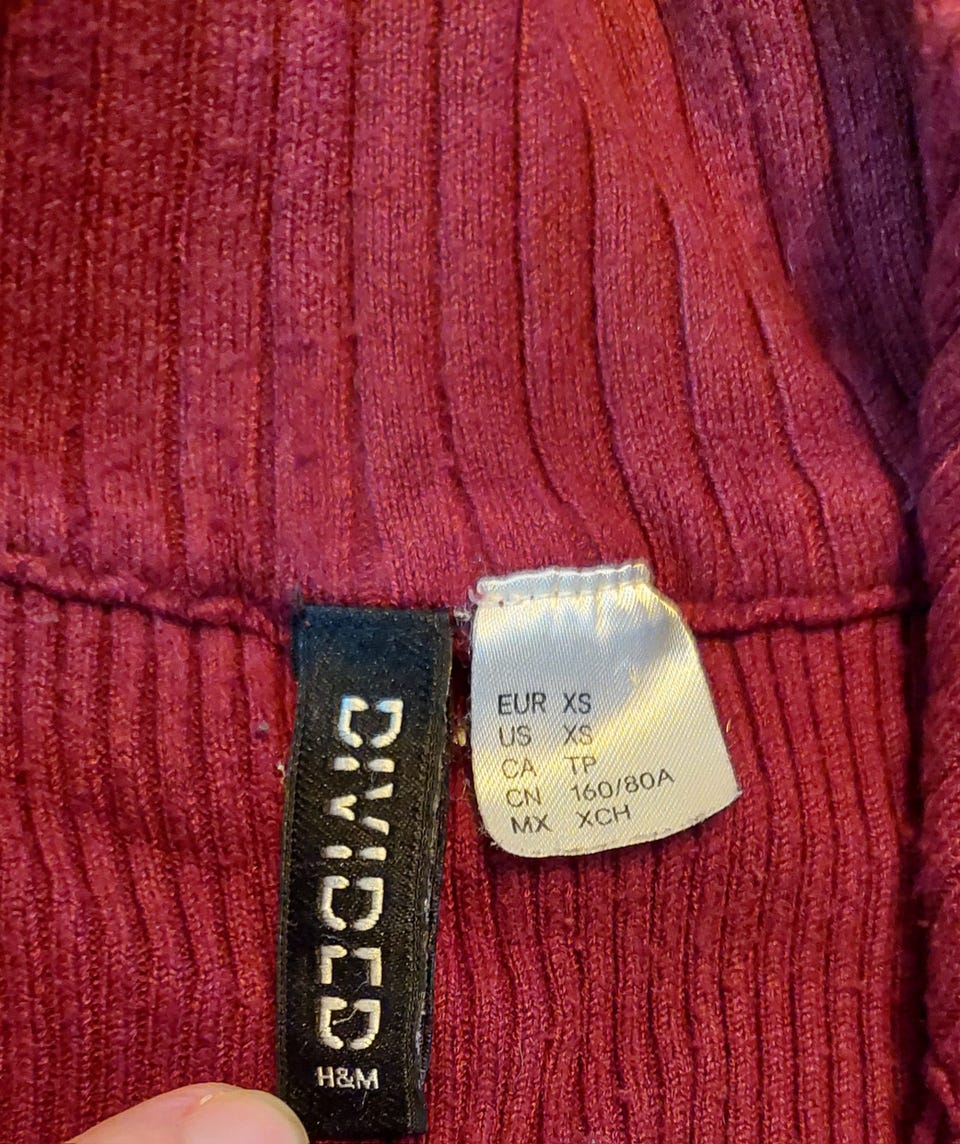 DIVIDED
H&M
EUR XS
US XS
CA TP
CN 160/80A
MX XCH